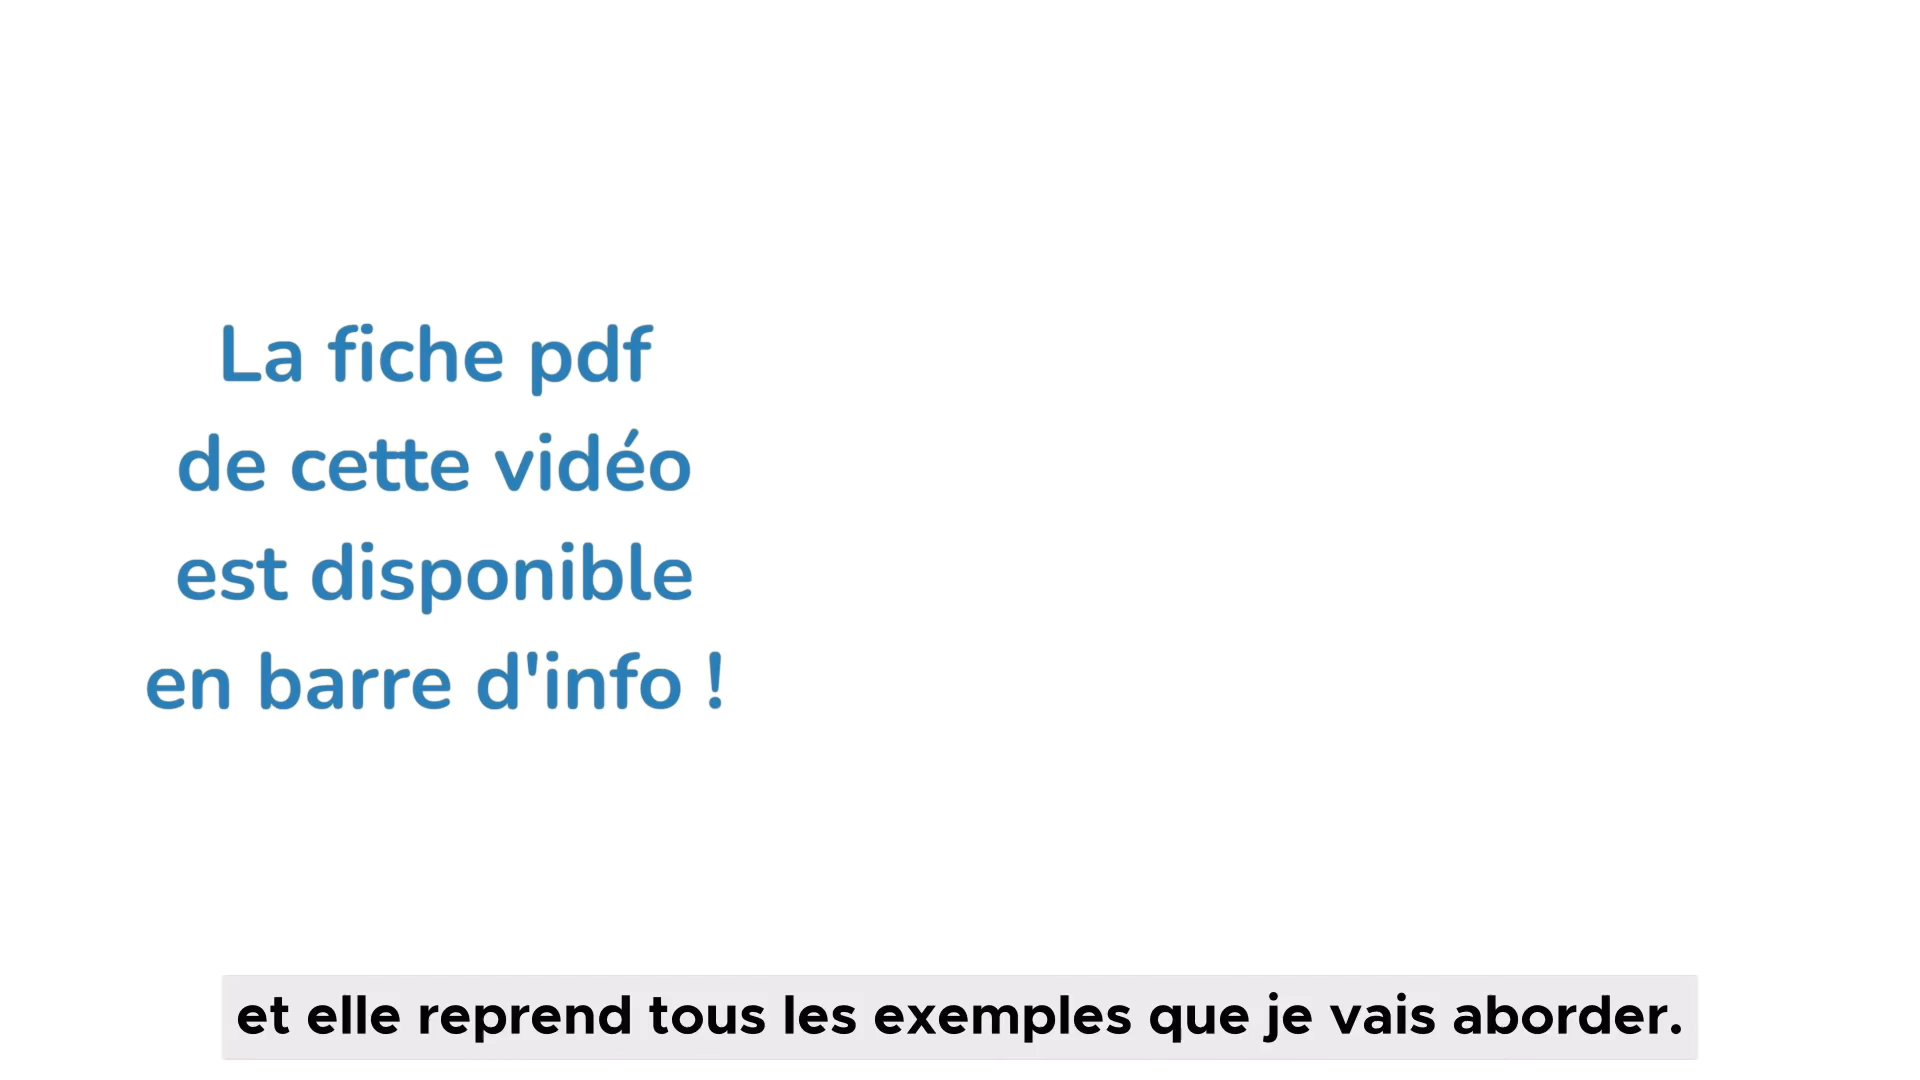 La fiche pdf
de cette vidéo
est disponible
en barre d'info !
et elle reprend tous les exemples que je vais aborder.